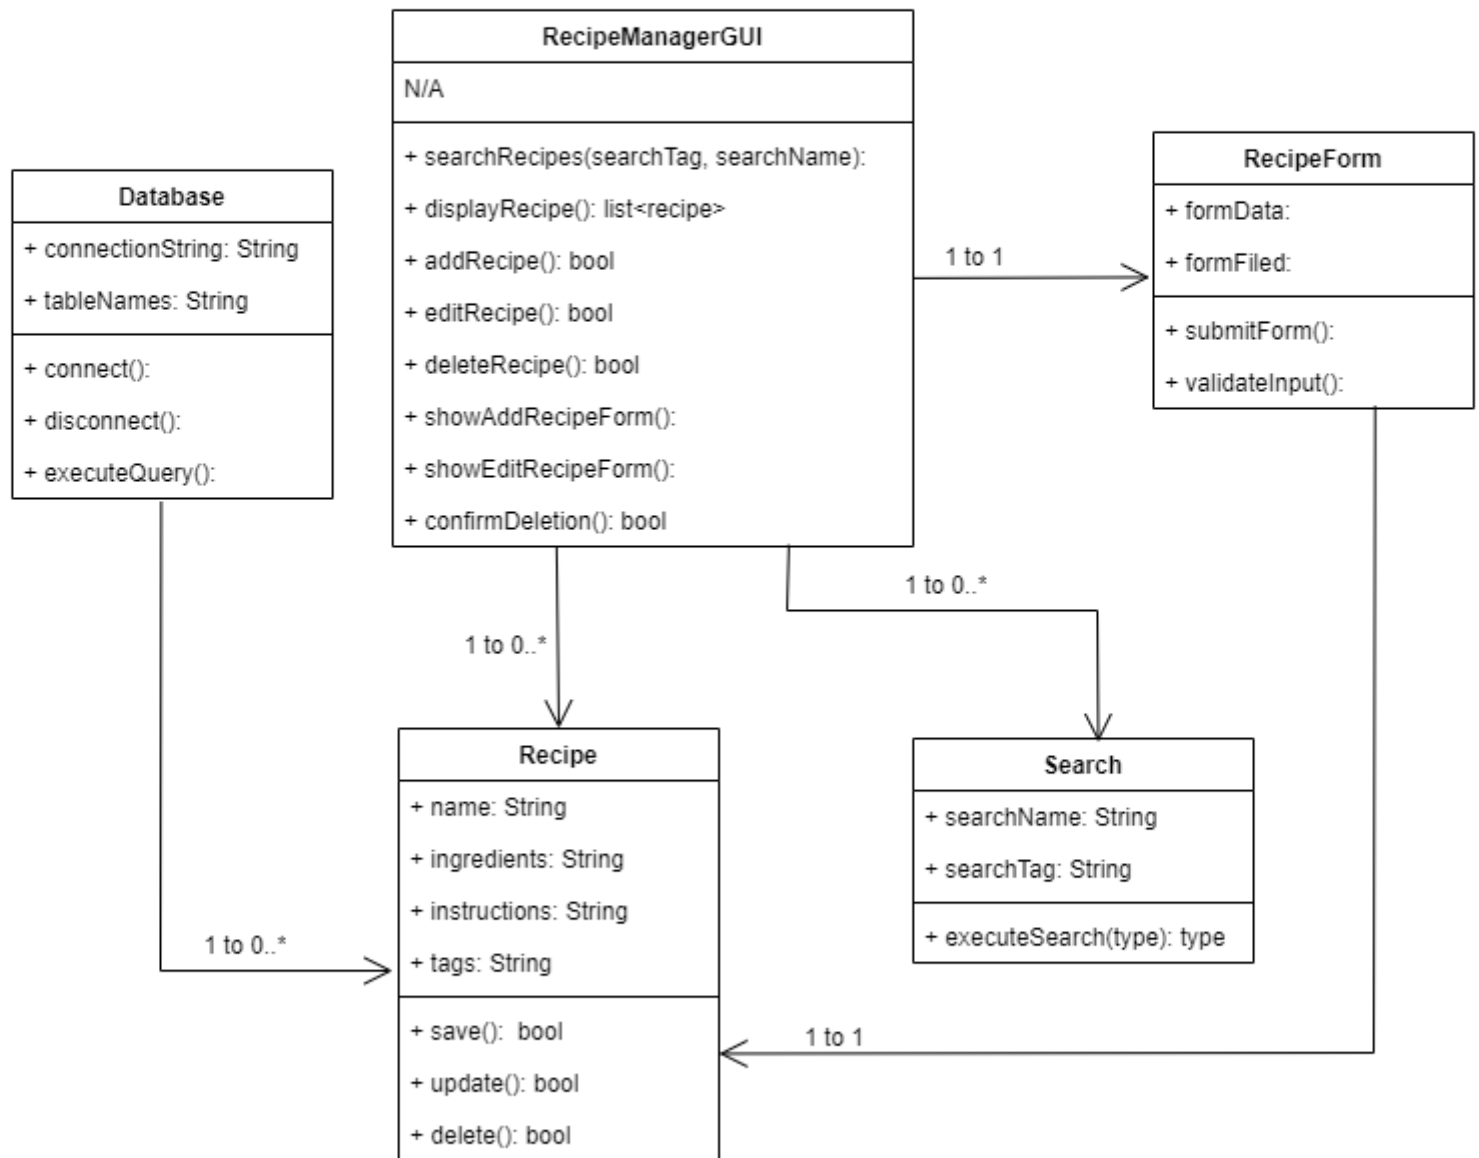 RecipeManagerGUI
N/A
+ searchRecipes(searchTag, searchName):
+ displayRecipe(): list<recipe>
+ addRecipe(): bool
+ editRecipe(): bool
+ deleteRecipe(): bool
+ showAddRecipeForm():
+ showEditRecipeForm():
+ confirmDeletion(): bool
Database
+ connectionString: String
+ tableNames: String
+ connect():
+ disconnect():
+ executeQuery():
1 to 1
RecipeForm
+ formData:
+ formFiled:
+ submitForm():
+ validateInput():
1 to 0..*
1 to 0..*
Recipe
+ name: String
+ ingredients: String
+ instructions: String
+ tags: String
+ save():  bool
+ update(): bool
+ delete(): bool
Search
+ searchName: String
+ searchTag: String
+ executeSearch(type): type
1 to 0..*
1 to 1